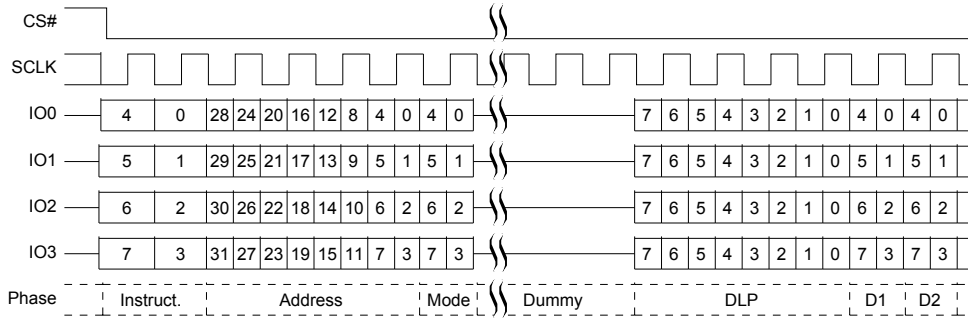 CS#
SCLK
IO0 4 0 28 24 20 16 12 8 4 0 4 0 7 6 5 4 3 2 1 0 4 0 4 0
IO1 5 1 29 25 21 17 13 9 5 1 5 1 7 6 5 4 3 2 1 0 5 1 5 1
IO2 6 2 30 26 22 18 14 10 6 2 6 2 7 6 5 4 3 2 1 0 6 2 6 2
IO3 7 3 31 27 23 19 15 11 7 3 7 3 7 6 5 4 3 2 1 0 7 3 7 3
Phase Instruct. Address Mode Dummy DLP D1 D2